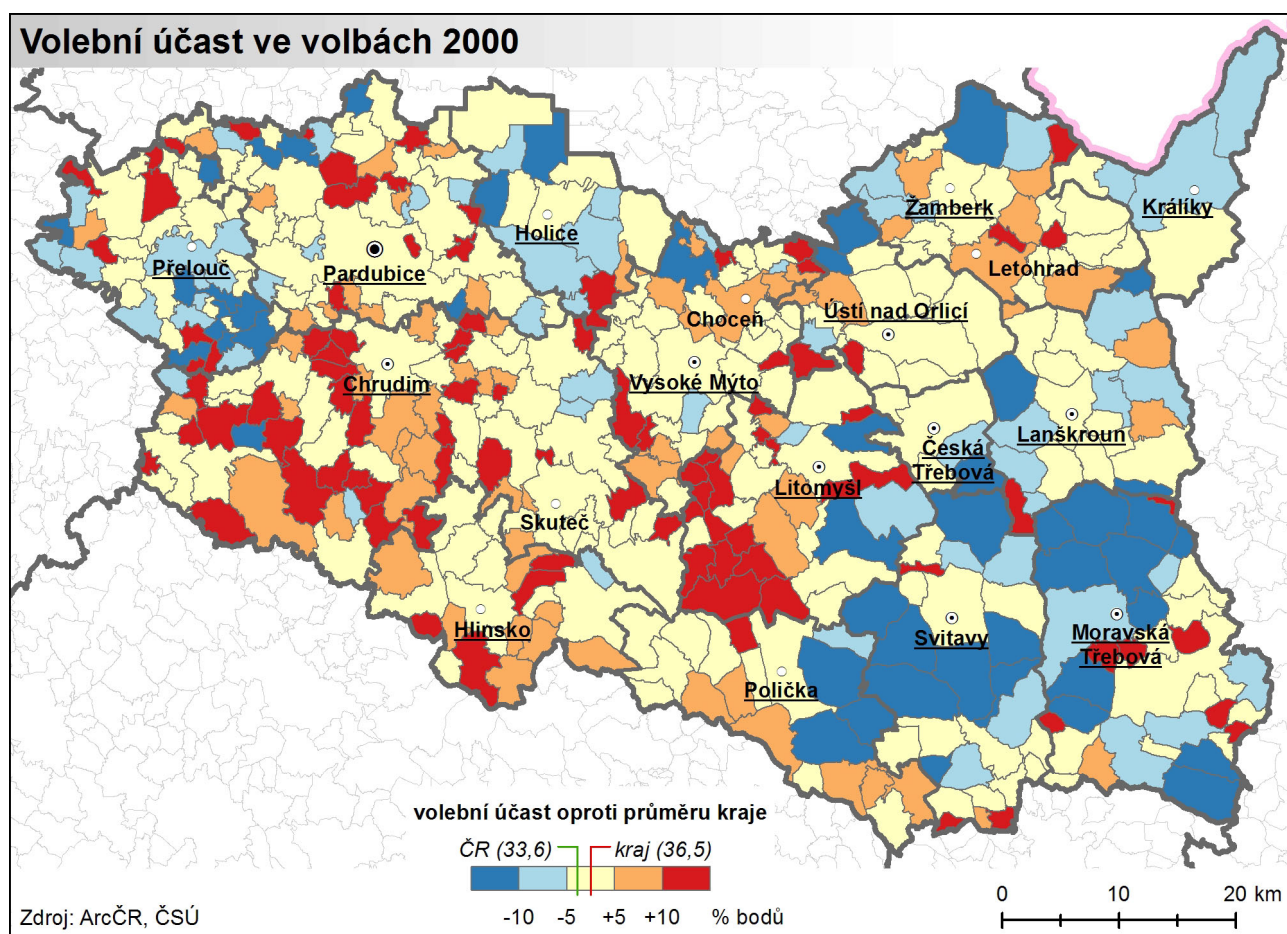 Volební účast ve volbách 2000
Žamberk
Králíky
Holice
Letohrad
Přelouč
Pardubice
Choceň
Ústí nad Orlicí
Chrudim
Vysoké Mýto
Česká
Třebová
Lanškroun
Litomyšl
Skuteč
Hlinsko
Svitavy
Moravská
Třebová
Polička
volební účast oproti průměru kraje
ČR (33,6)
kraj (36,5)
-10 -5 +5 +10 % bodů
0 10 20 km
Zdroj: ArcČR, ČSÚ